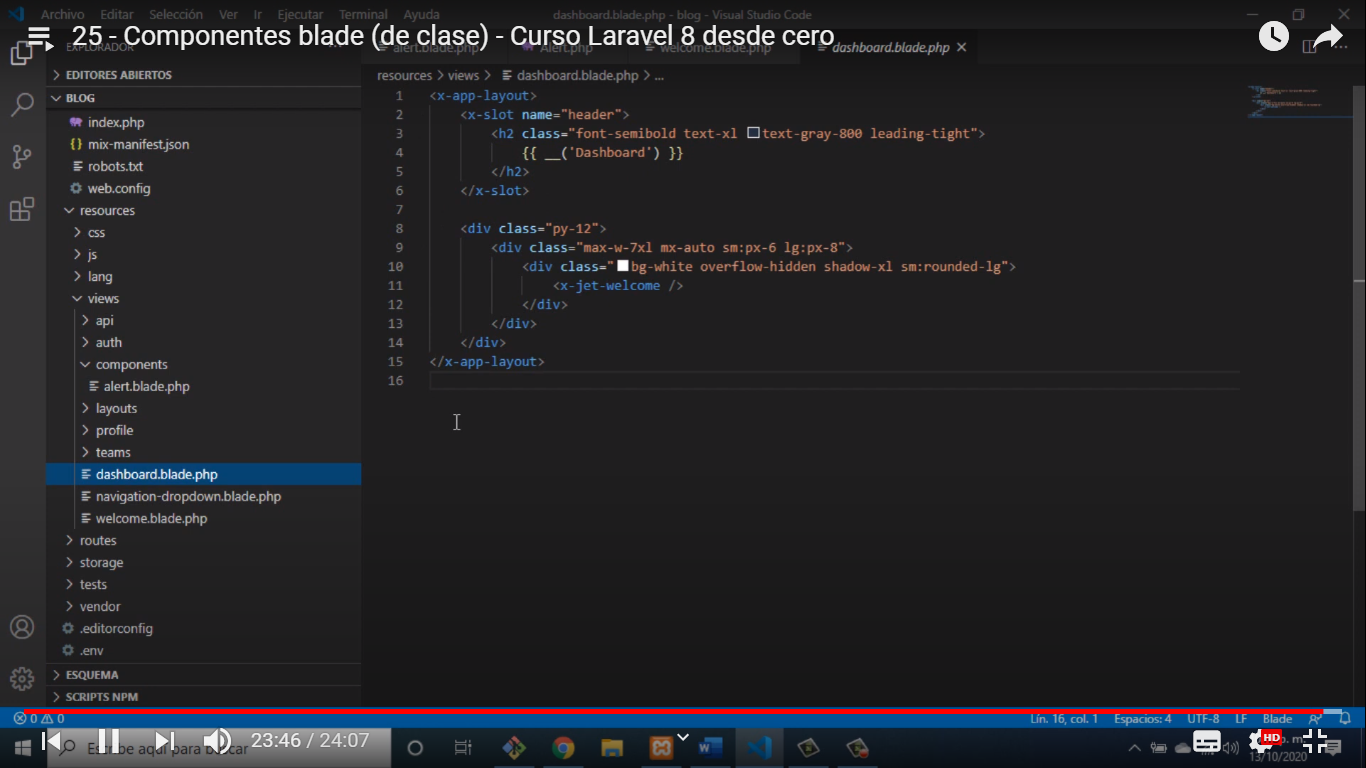 Archivo Editar Selección Ver Ir Ejecutar Terminal Ayuda dashboard.blade.php - blog - Visual Studio Code
25 - Componentes blade (de clase) - Curso Laravel 8 desde cero
EXPLORADOR
alert.blade.php Alert.php welcome.blade.php dashboard.blade.php
EDITORES ABIERTOS
BLOG
index.php
mix-manifest.json
robots.txt
web.config
resources
css
js
lang
views
api
auth
components
alert.blade.php
layouts
profile
teams
dashboard.blade.php
navigation-dropdown.blade.php
welcome.blade.php
routes
storage
tests
vendor
.editorconfig
.env
ESQUEMA
SCRIPTS NPM
resources > views > dashboard.blade.php > ...
1 <x-app-layout>
2 <x-slot name="header">
3 <h2 class="font-semibold text-xl text-gray-800 leading-tight">
4 {{ __('Dashboard') }}
5 </h2>
6 </x-slot>
7
8 <div class="py-12">
9 <div class="max-w-7xl mx-auto sm:px-6 lg:px-8">
10 <div class="bg-white overflow-hidden shadow-xl sm:rounded-lg">
11 <x-jet-welcome />
12 </div>
13 </div>
14 </div>
15 </x-app-layout>
16
0 0 Lín. 16, col. 1 Espacios: 4 UTF-8 LF Blade
Escribe aquí para buscar
23:46 / 24:07
HD
13/10/2020